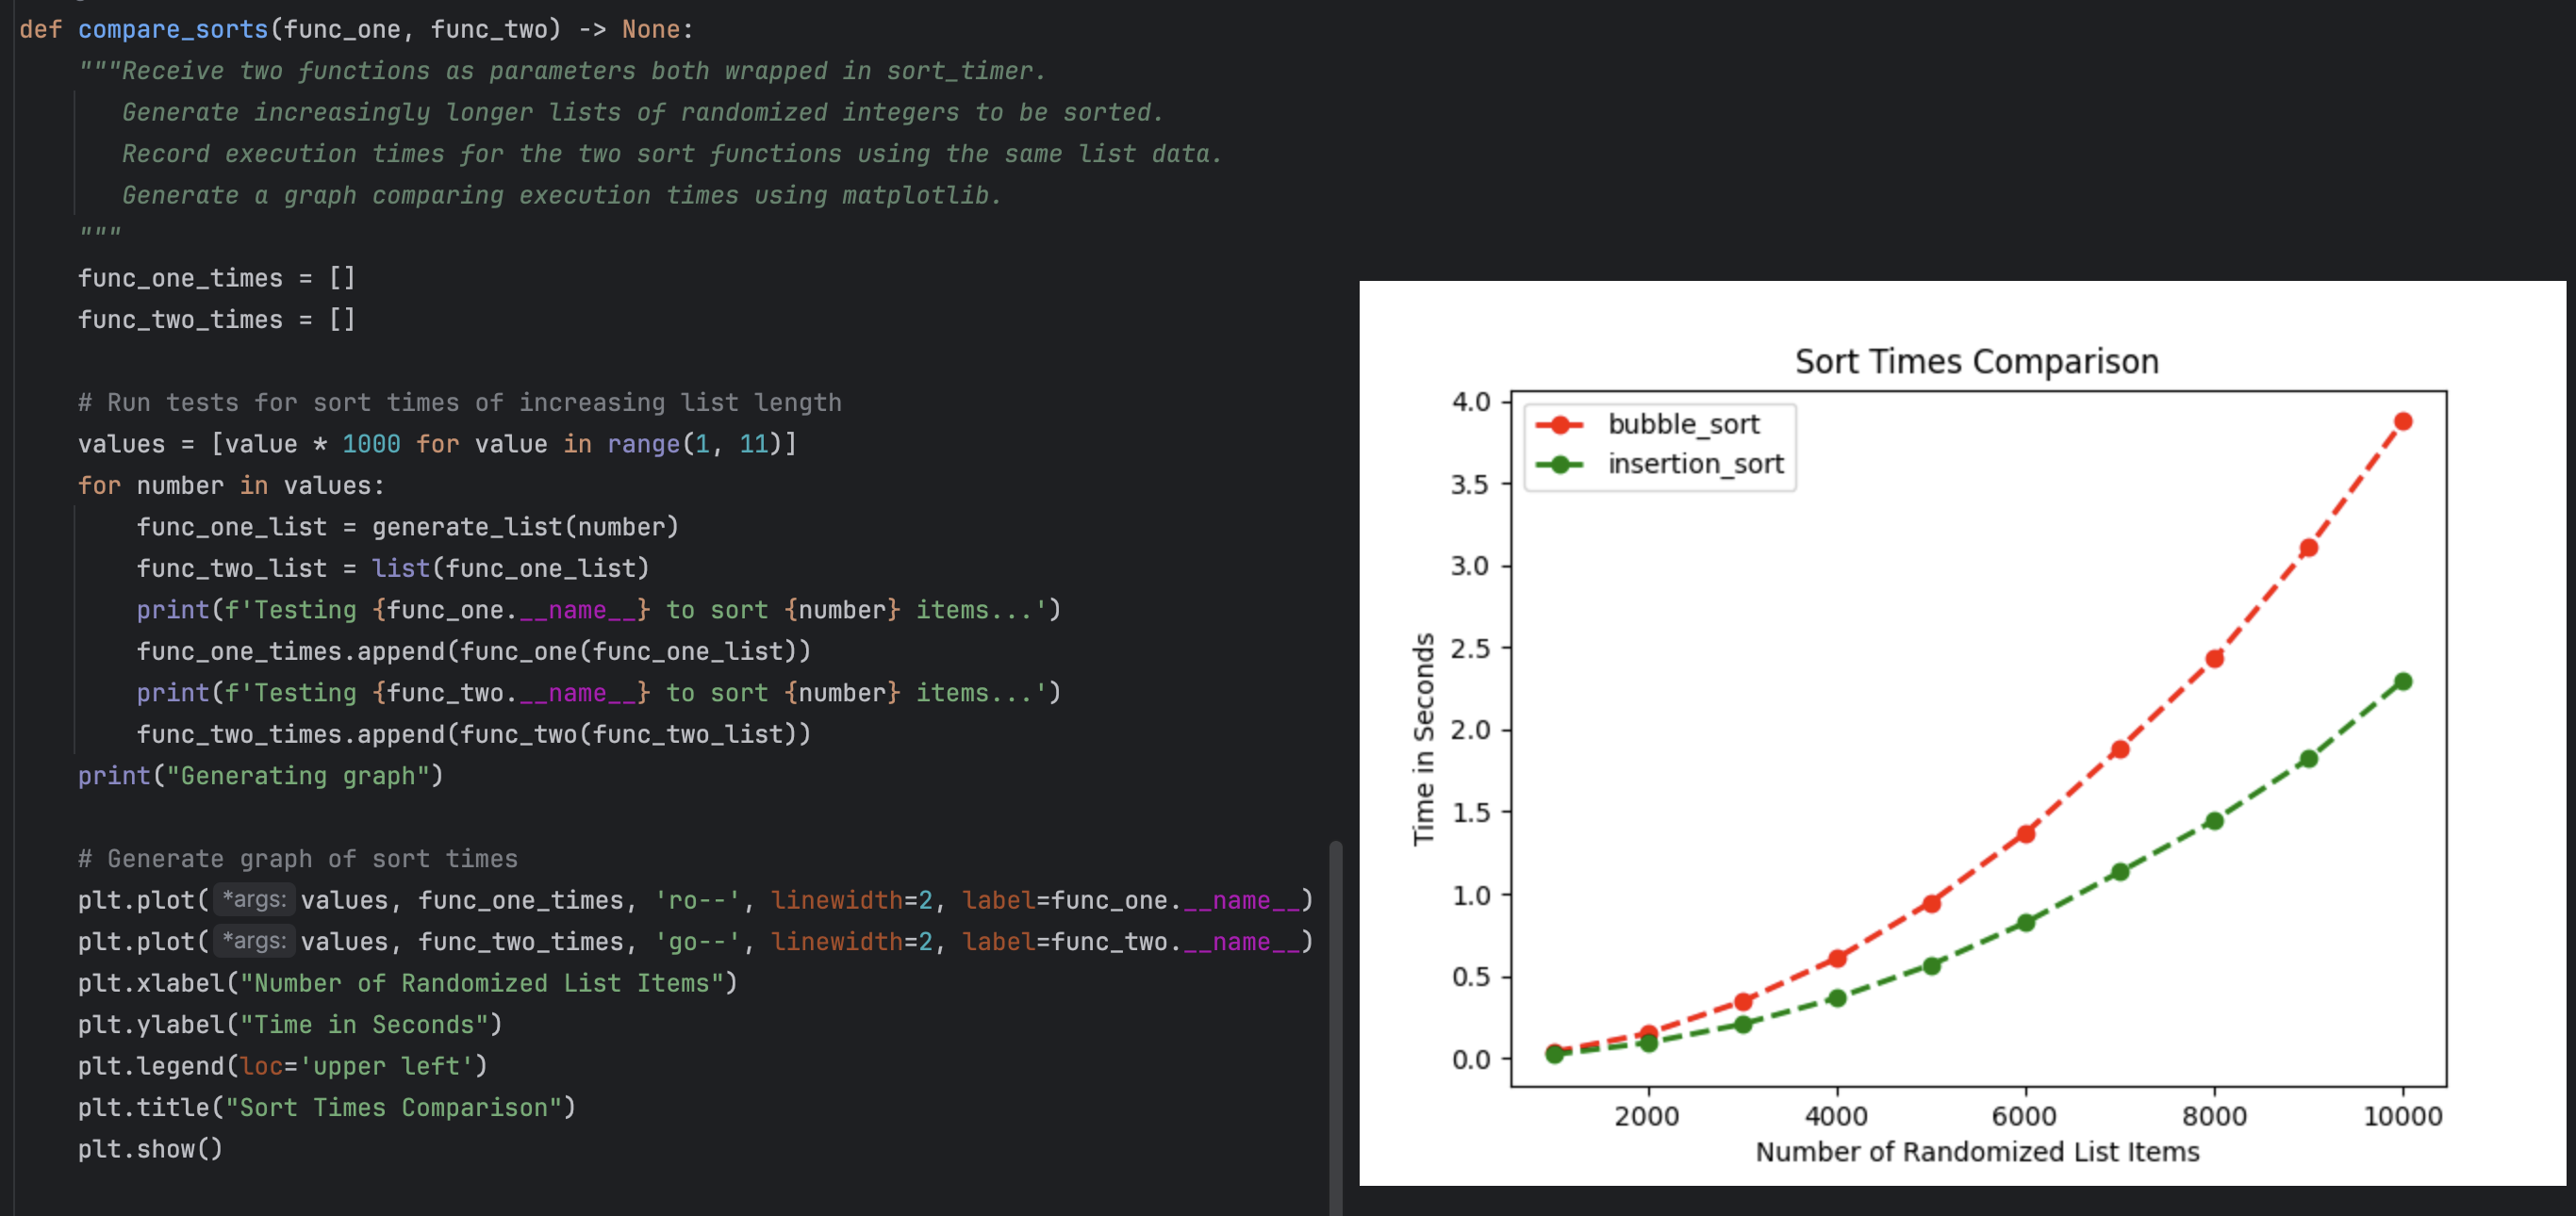 def compare_sorts(func_one, func_two) -> None:
    """Receive two functions as parameters both wrapped in sort_timer.
       Generate increasingly longer lists of randomized integers to be sorted.
       Record execution times for the two sort functions using the same list data.
       Generate a graph comparing execution times using matplotlib.
    """
    func_one_times = []
    func_two_times = []

    # Run tests for sort times of increasing list length
    values = [value * 1000 for value in range(1, 11)]
    for number in values:
        func_one_list = generate_list(number)
        func_two_list = list(func_one_list)
        print(f'Testing {func_one.__name__} to sort {number} items...')
        func_one_times.append(func_one(func_one_list))
        print(f'Testing {func_two.__name__} to sort {number} items...')
        func_two_times.append(func_two(func_two_list))
    print("Generating graph")

    # Generate graph of sort times
    plt.plot( *args: values, func_one_times, 'ro--', linewidth=2, label=func_one.__name__)
    plt.plot( *args: values, func_two_times, 'go--', linewidth=2, label=func_two.__name__)
    plt.xlabel("Number of Randomized List Items")
    plt.ylabel("Time in Seconds")
    plt.legend(loc='upper left')
    plt.title("Sort Times Comparison")
    plt.show()
Sort Times Comparison
bubble_sort
insertion_sort
Time in Seconds
4.0
3.5
3.0
2.5
2.0
1.5
1.0
0.5
0.0
2000 4000 6000 8000 10000
Number of Randomized List Items